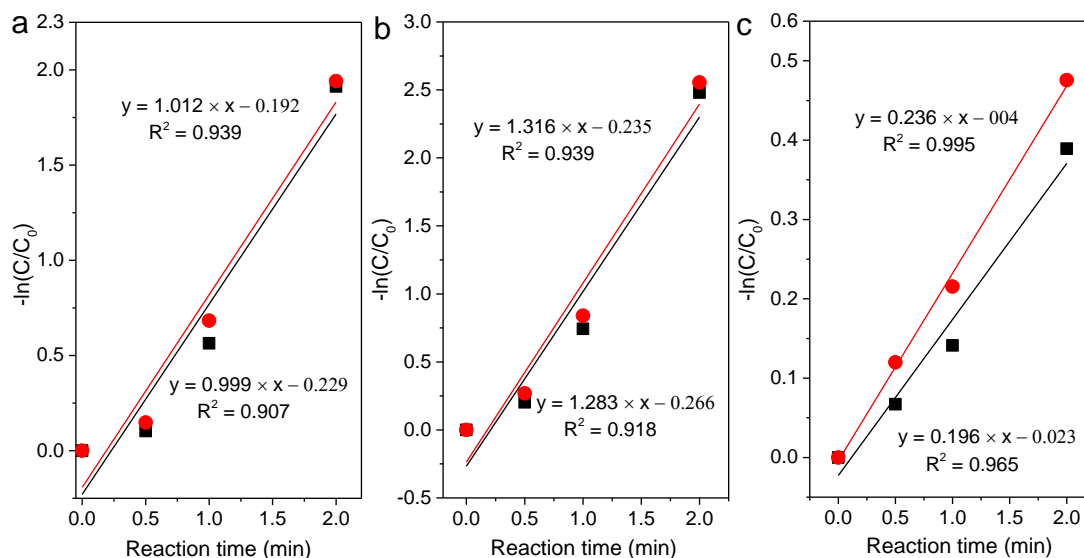 a
2.3
2.0
1.5
1.0
0.5
0.0
-ln(C/C₀)
y = 1.012 × x – 0.192
R² = 0.939
y = 0.999 × x – 0.229
R² = 0.907
0.0 0.5 1.0 1.5 2.0
Reaction time (min)
b
3.0
2.5
2.0
1.5
1.0
0.5
0.0
-0.5
-ln(C/C₀)
y = 1.316 × x – 0.235
R² = 0.939
y = 1.283 × x – 0.266
R² = 0.918
0.0 0.5 1.0 1.5 2.0
Reaction time (min)
c
0.6
0.5
0.4
0.3
0.2
0.1
0.0
-ln(C/C₀)
y = 0.236 × x – 004
R² = 0.995
y = 0.196 × x – 0.023
R² = 0.965
0.0 0.5 1.0 1.5 2.0
Reaction time (min)